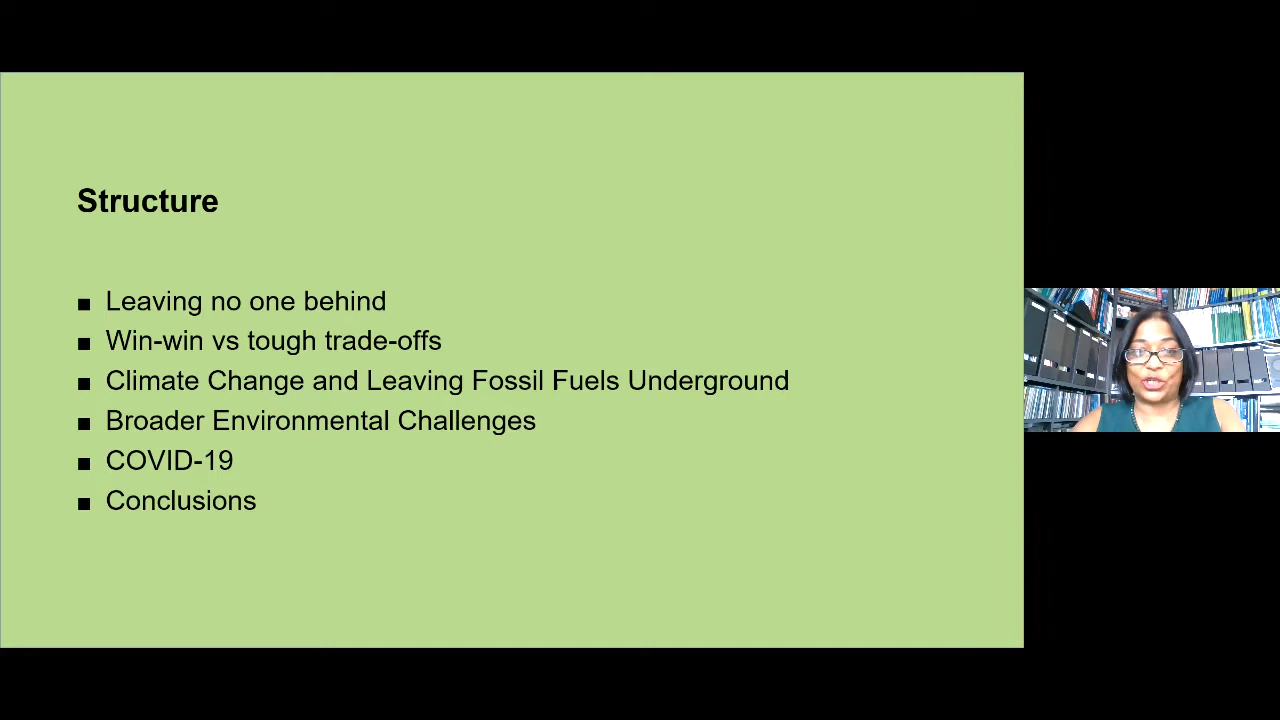 Structure
■ Leaving no one behind
■ Win-win vs tough trade-offs
■ Climate Change and Leaving Fossil Fuels Underground
■ Broader Environmental Challenges
■ COVID-19
■ Conclusions